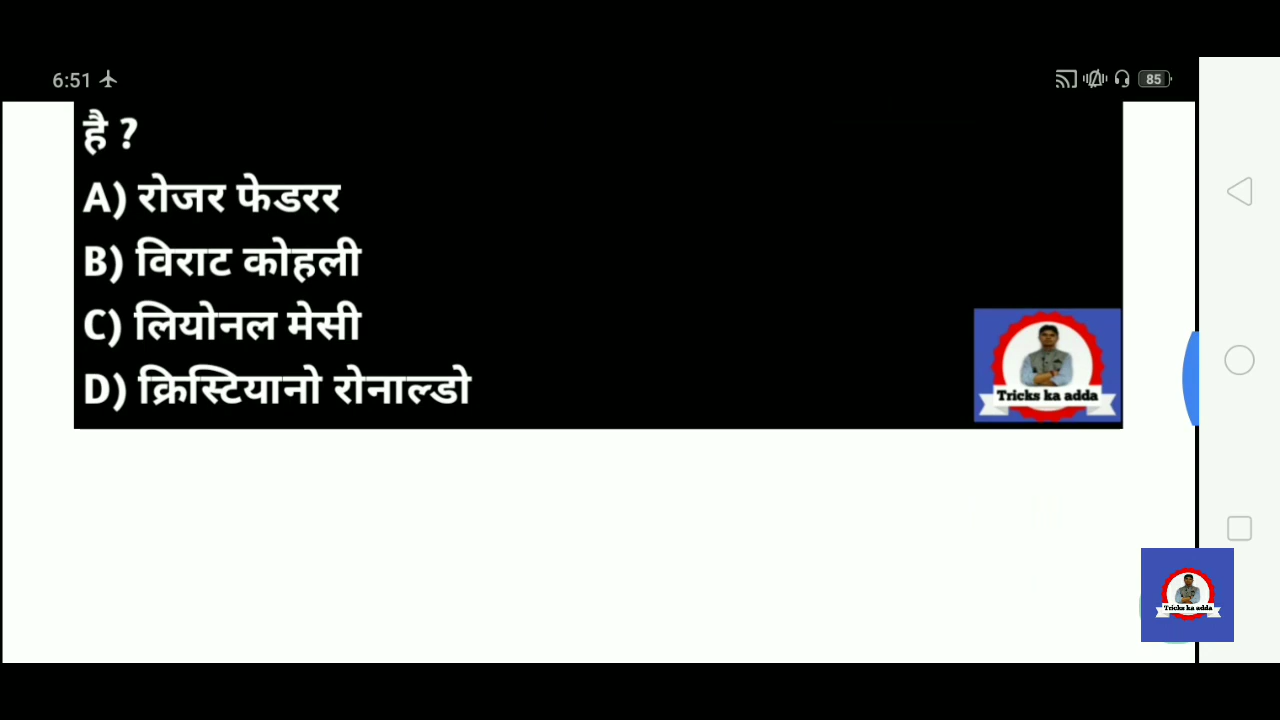 6:51
85
है ?
A) रोजर फेडरर
B) विराट कोहली
C) लियोनल मेसी
D) क्रिस्टियानो रोनाल्डो
Tricks ka adda
Tricks ka adda